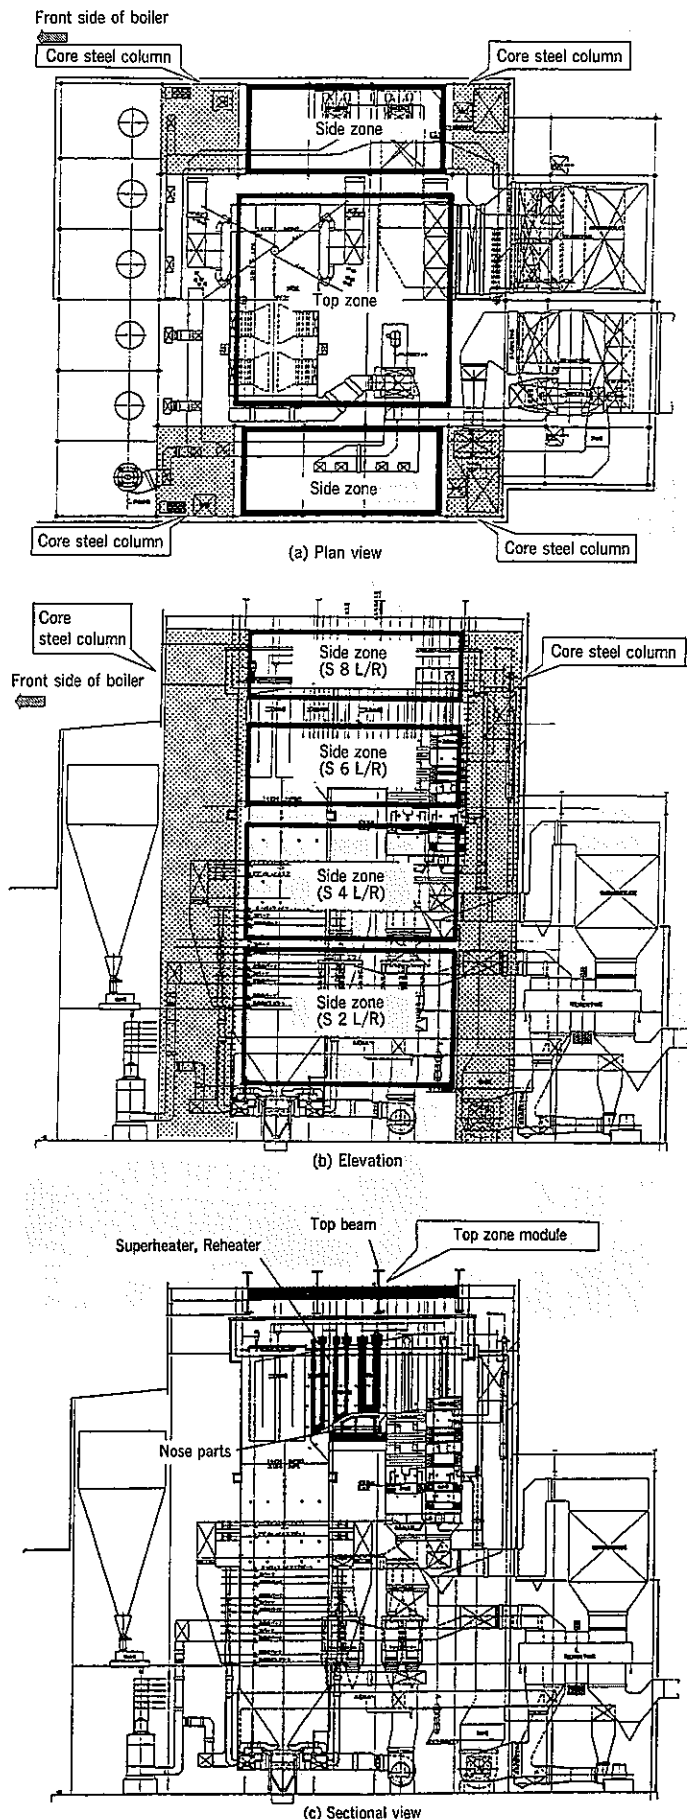 Front side of boiler
Core steel column
Core steel column
Side zone
Top zone
Side zone
Core steel column
Core steel column
(a) Plan view
Core
steel column
Side zone
(S 8 L/R)
Core steel column
Front side of boiler
Side zone
(S 6 L/R)
Side zone
(S 4 L/R)
Side zone
(S 2 L/R)
(b) Elevation
Top beam
Top zone module
Superheater, Reheater
Nose parts
(c) Sectional view